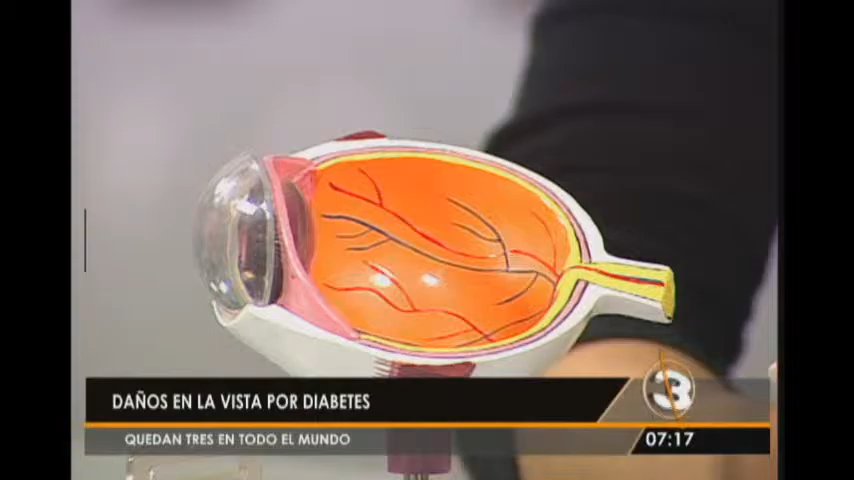 DAÑOS EN LA VISTA POR DIABETES
3
QUEDAN TRES EN TODO EL MUNDO
07:17